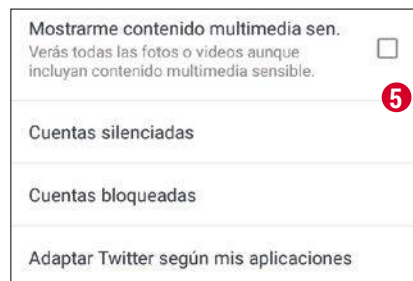 Mostrarme contenido multimedia sen.
Verás todas las fotos o videos aunque
incluyan contenido multimedia sensible.
5
Cuentas silenciadas
Cuentas bloqueadas
Adaptar Twitter según mis aplicaciones